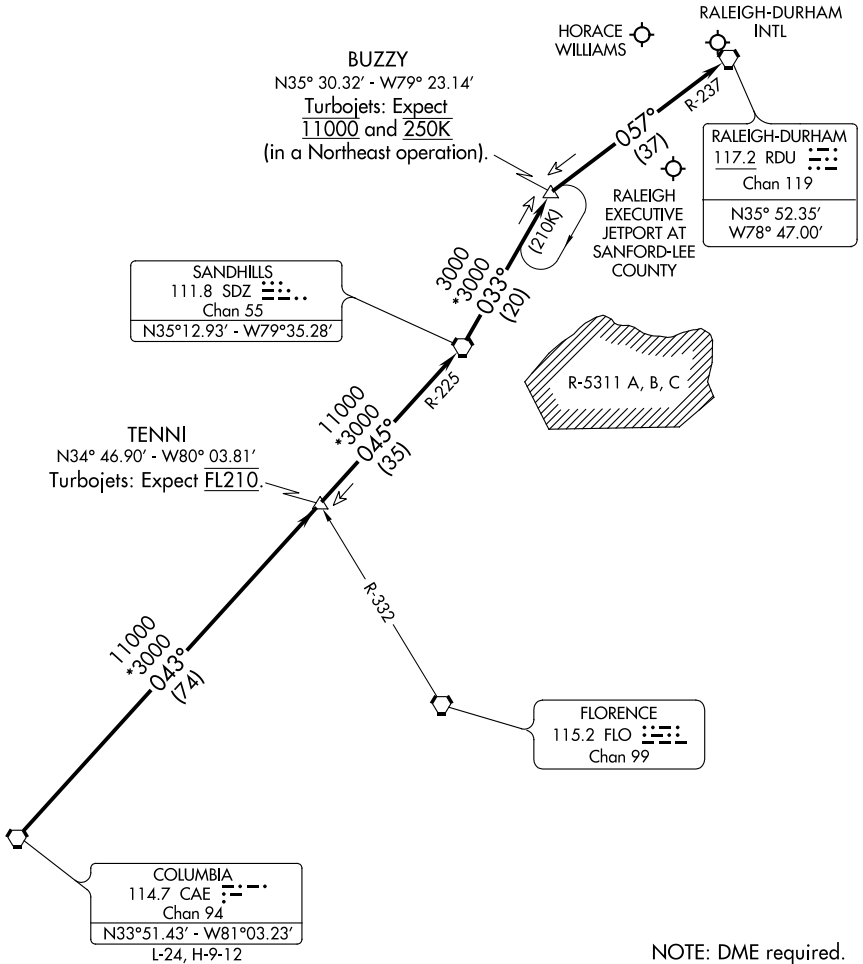 RALEIGH-DURHAM
INTL
HORACE
WILLIAMS
BUZZY
N35° 30.32' - W79° 23.14'
Turbojets: Expect
11000 and 250K
(in a Northeast operation).
R-237
057°
(37)
RALEIGH-DURHAM
117.2 RDU
Chan 119
N35° 52.35'
W78° 47.00'
RALEIGH
EXECUTIVE
JETPORT AT
SANFORD-LEE
COUNTY
(210K)
SANDHILLS
111.8 SDZ
Chan 55
N35°12.93' - W79°35.28'
3000
*3000
033°
(20)
R-5311 A, B, C
R-225
11000
*3000
045°
(35)
TENNI
N34° 46.90' - W80° 03.81'
Turbojets: Expect FL210.
R-332
11000
*3000
043°
(74)
FLORENCE
115.2 FLO
Chan 99
COLUMBIA
114.7 CAE
Chan 94
N33°51.43' - W81°03.23'
L-24, H-9-12
NOTE: DME required.